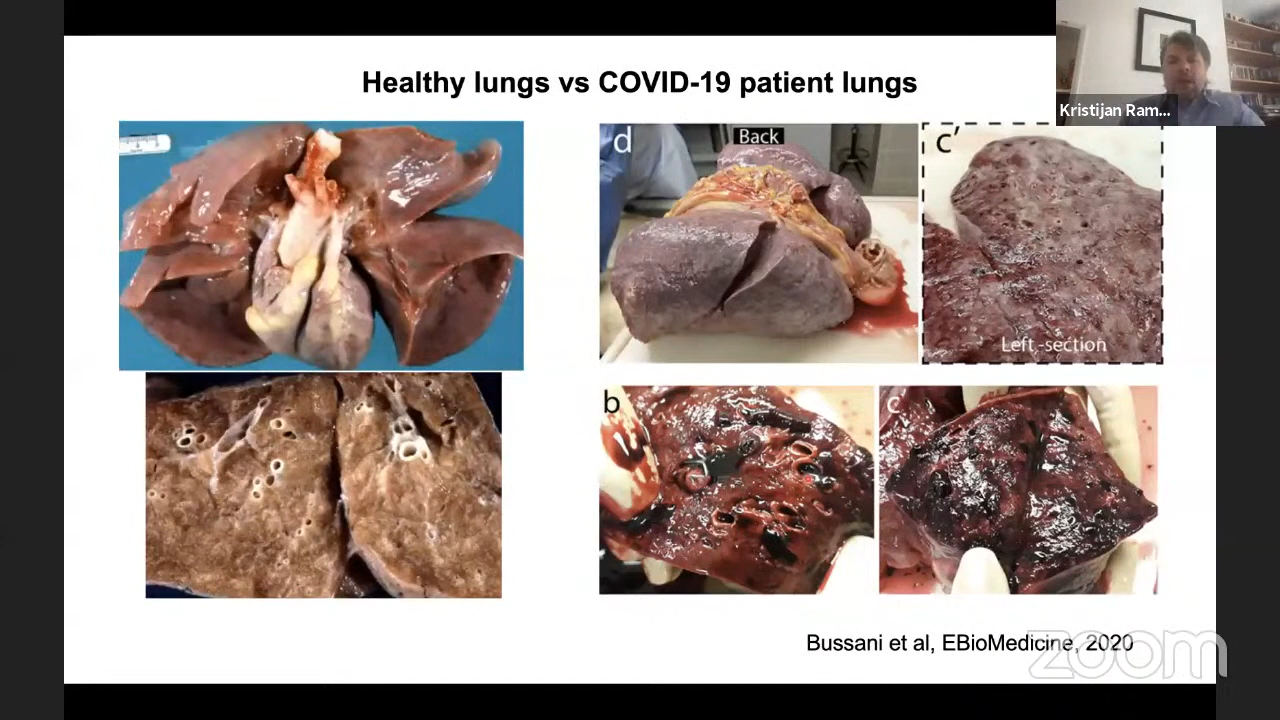 Healthy lungs vs COVID-19 patient lungs
Kristijan Ram...
d
Back
c’
Left-section
b
c
Bussani et al, EBioMedicine, 2020
zoom